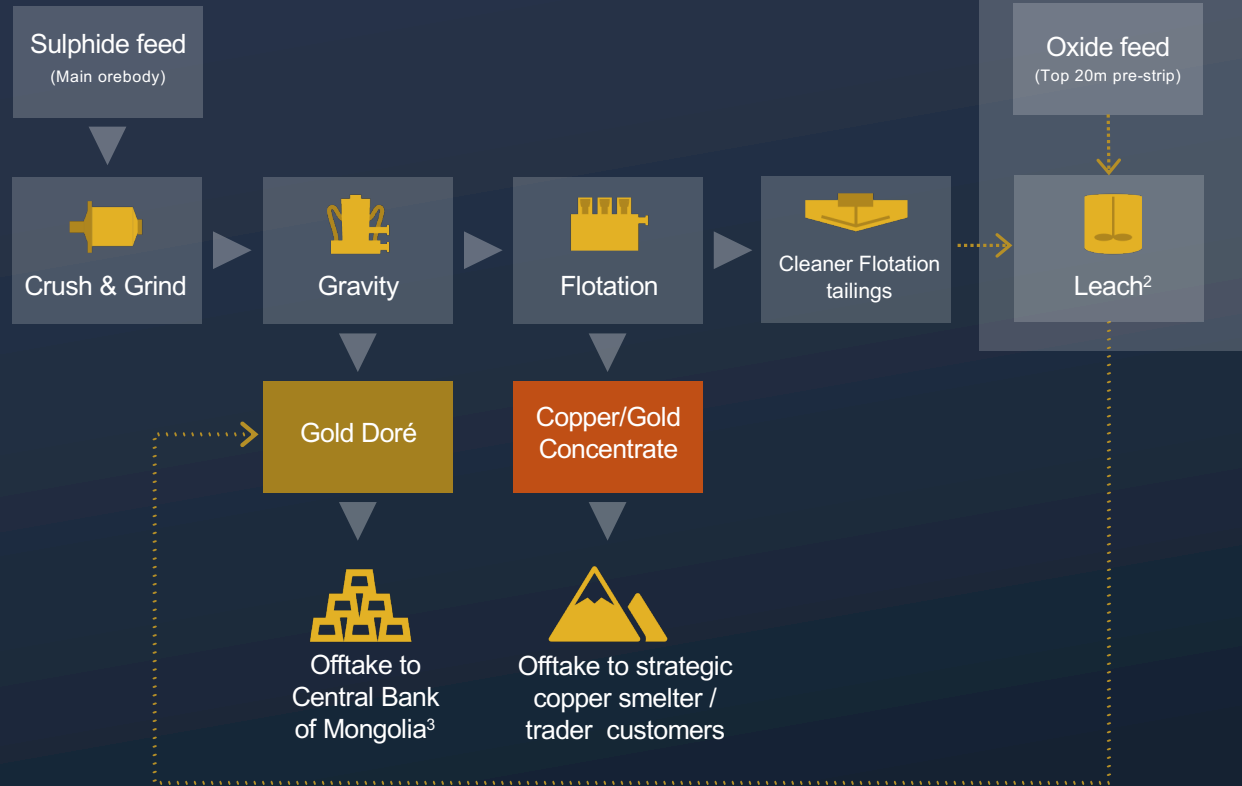 Sulphide feed
(Main orebody)
Oxide feed
(Top 20m pre-strip)
Crush & Grind
Gravity
Flotation
Cleaner Flotation
tailings
Leach²
Gold Doré
Copper/Gold
Concentrate
Offtake to
Central Bank
of Mongolia³
Offtake to strategic
copper smelter /
trader customers